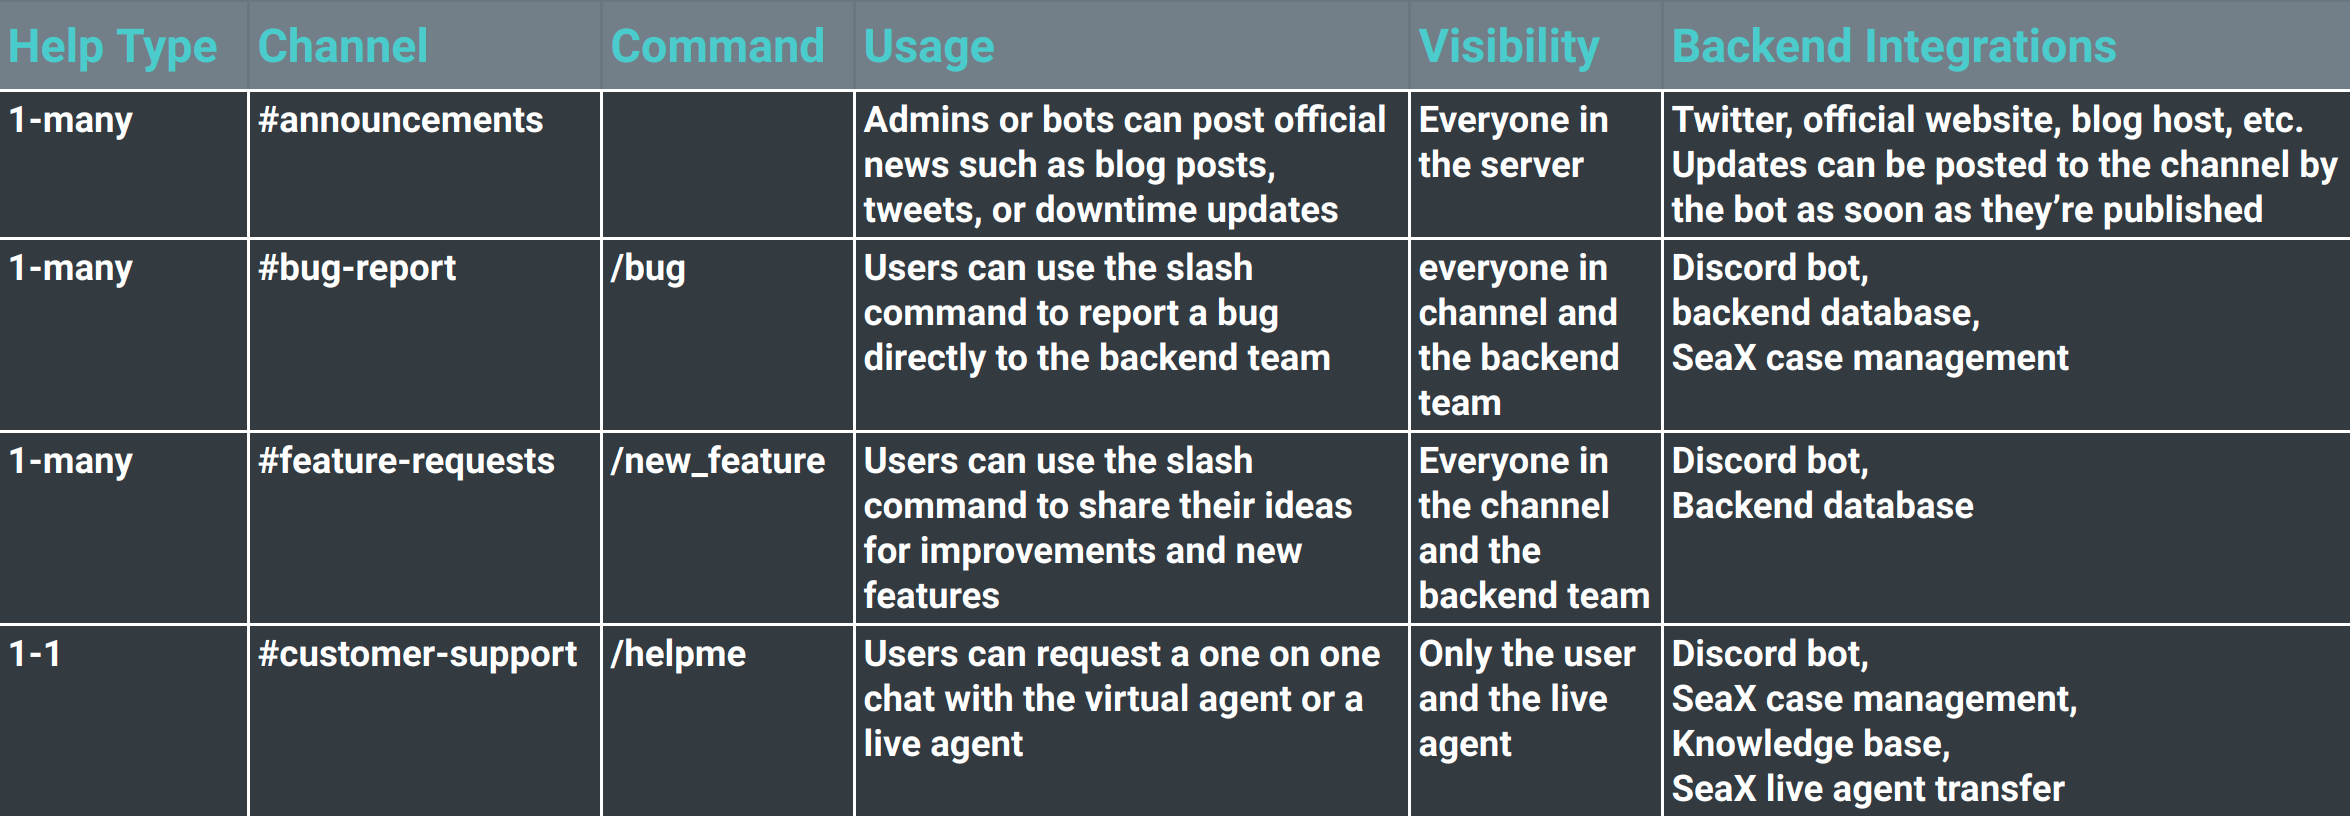 Help Type Channel Command Usage Visibility Backend Integrations
1-many #announcements Admins or bots can post official Everyone in Twitter, official website, blog host, etc.
news such as blog posts, the server Updates can be posted to the channel by
tweets, or downtime updates the bot as soon as they’re published
1-many #bug-report /bug Users can use the slash everyone in Discord bot,
command to report a bug channel and backend database,
directly to the backend team the backend SeaX case management
team
1-many #feature-requests /new_feature Users can use the slash Everyone in Discord bot,
command to share their ideas the channel Backend database
for improvements and new and the
features backend team
1-1 #customer-support /helpme Users can request a one on one Only the user Discord bot,
chat with the virtual agent or a and the live SeaX case management,
live agent agent Knowledge base,
SeaX live agent transfer